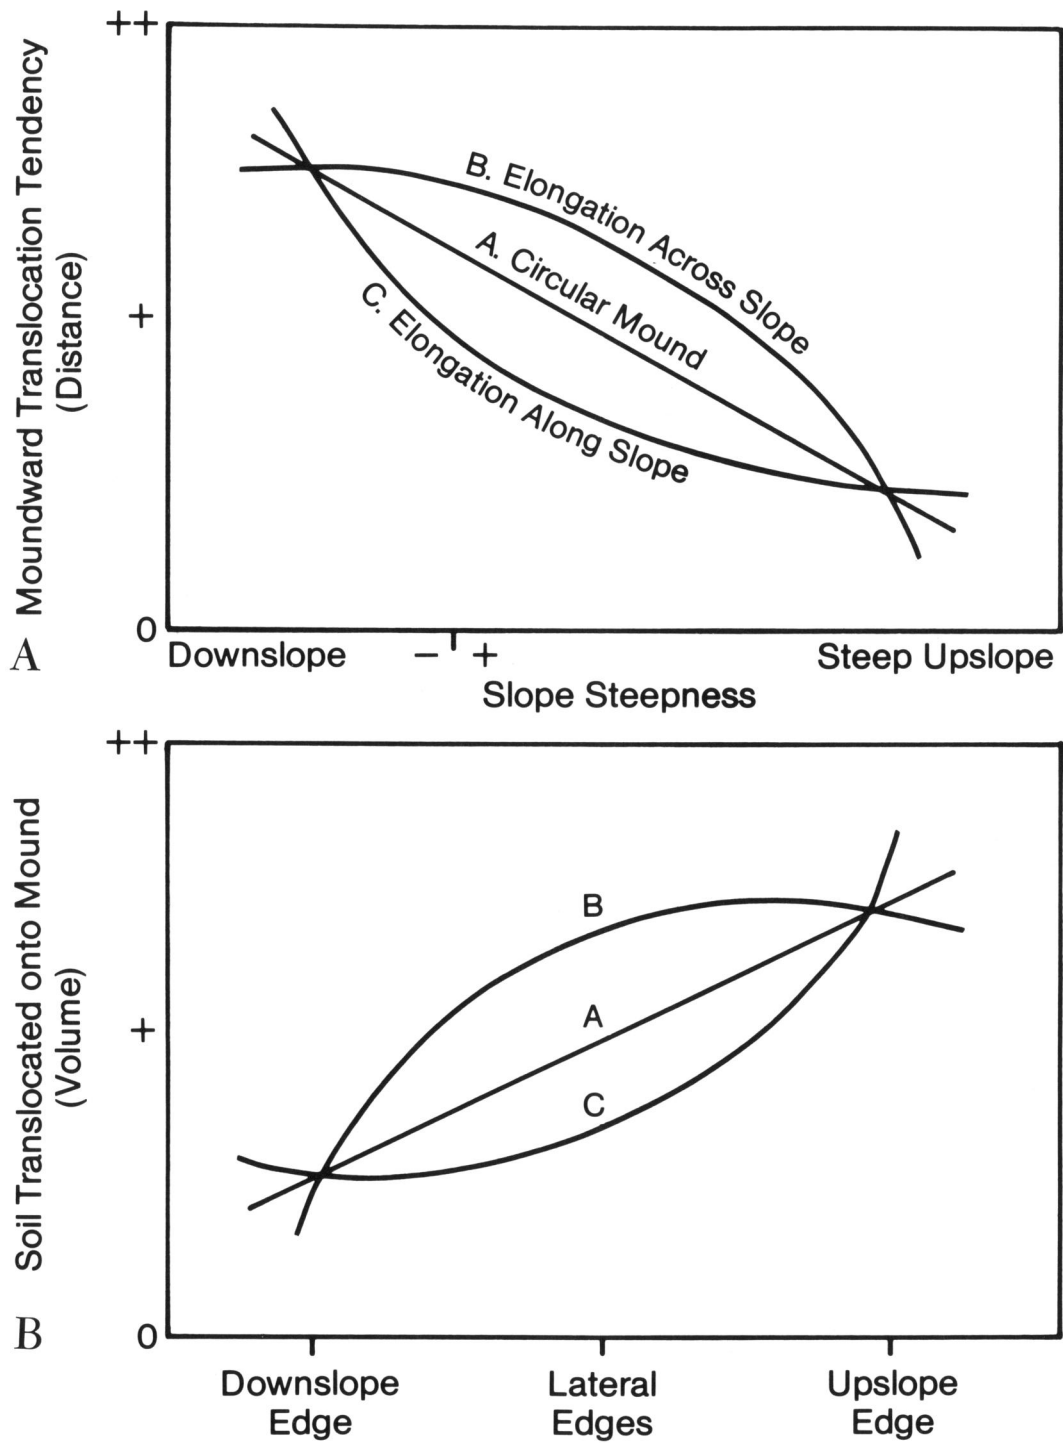 ++
Moundward Translocation Tendency
(Distance)
+
0
A
B. Elongation Across Slope
A. Circular Mound
C. Elongation Along Slope
Downslope
− +
Steep Upslope
Slope Steepness
++
Soil Translocated onto Mound
(Volume)
+
0
B
B
A
C
Downslope
Edge
Lateral
Edges
Upslope
Edge